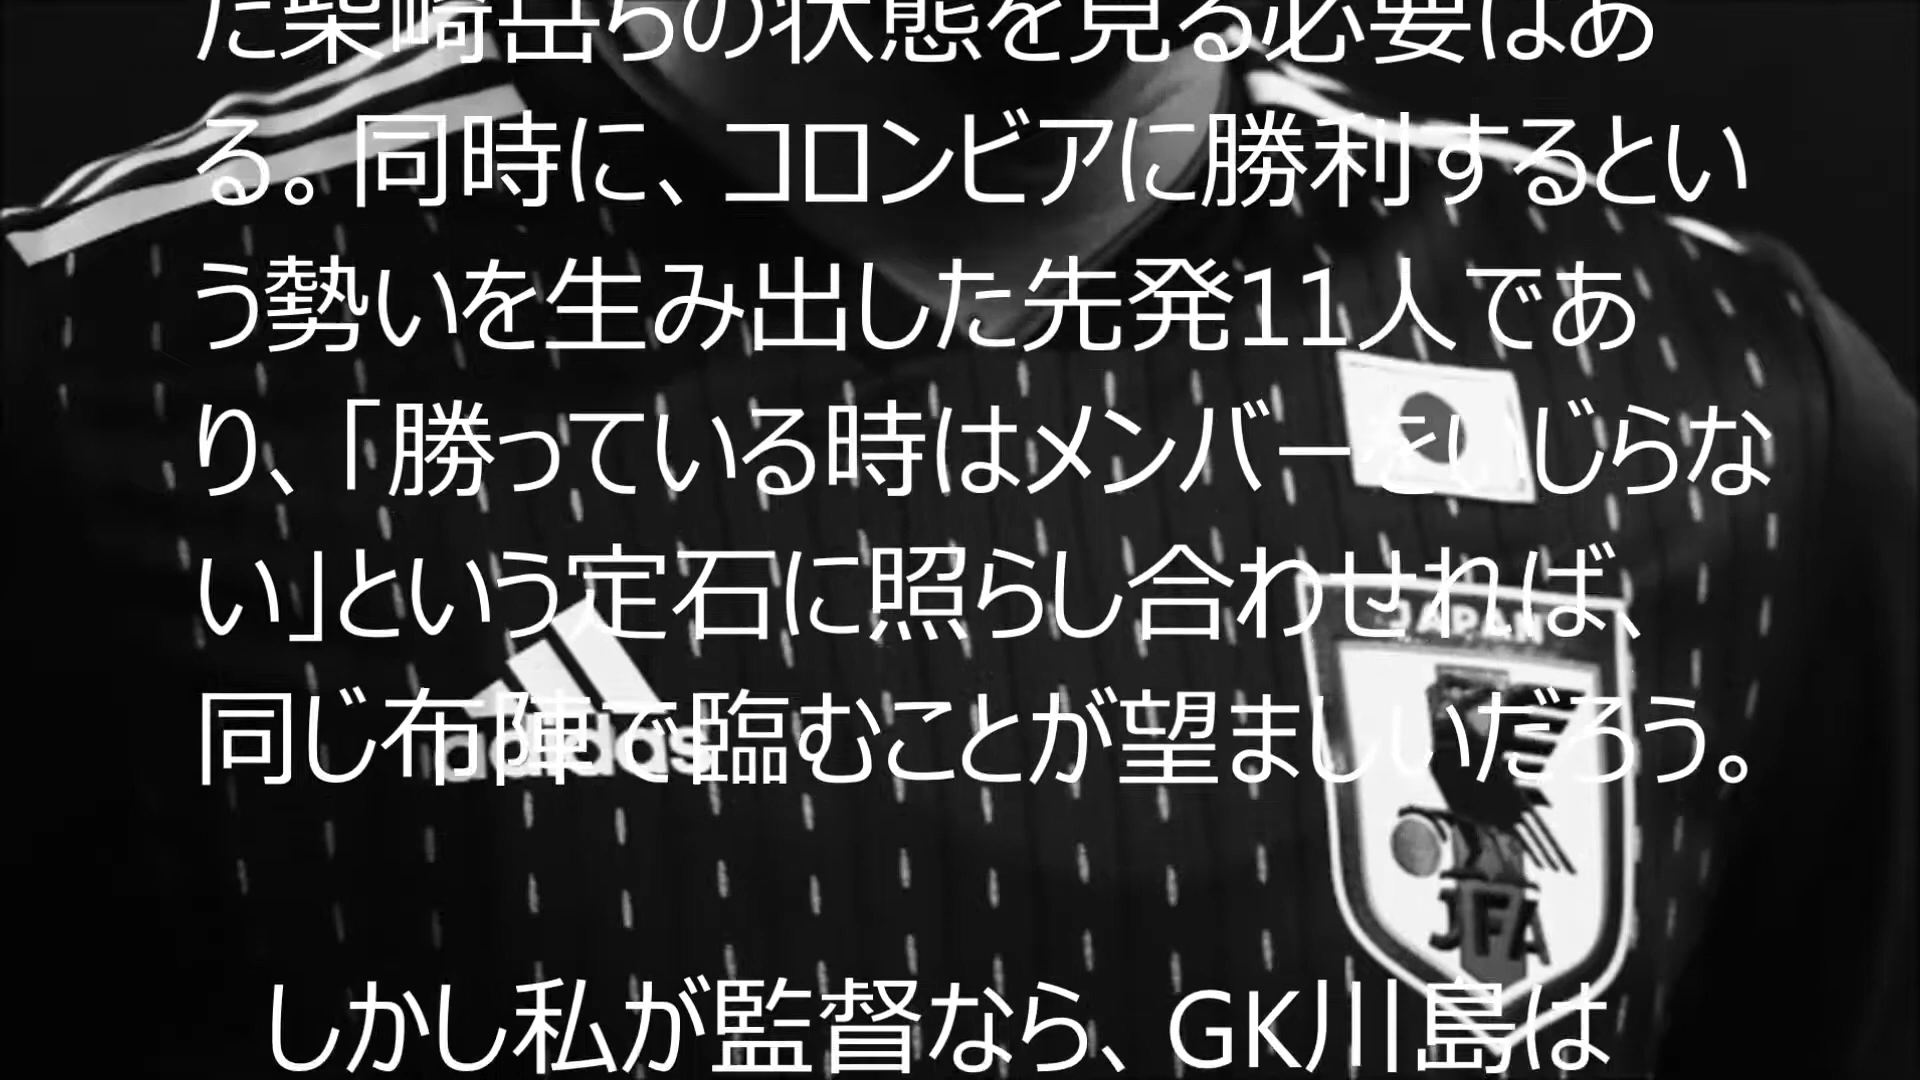 た柴崎岳らの状態を見る必要はあ
る。同時に、コロンビアに勝利するとい
う勢いを生み出した先発11人であ
り、「勝っている時はメンバーをいじらな
い」という定石に照らし合わせれば、
同じ布陣で臨むことが望ましいだろう。
しかし私が監督なら、GK川島は
adidas
JAPAN
JFA